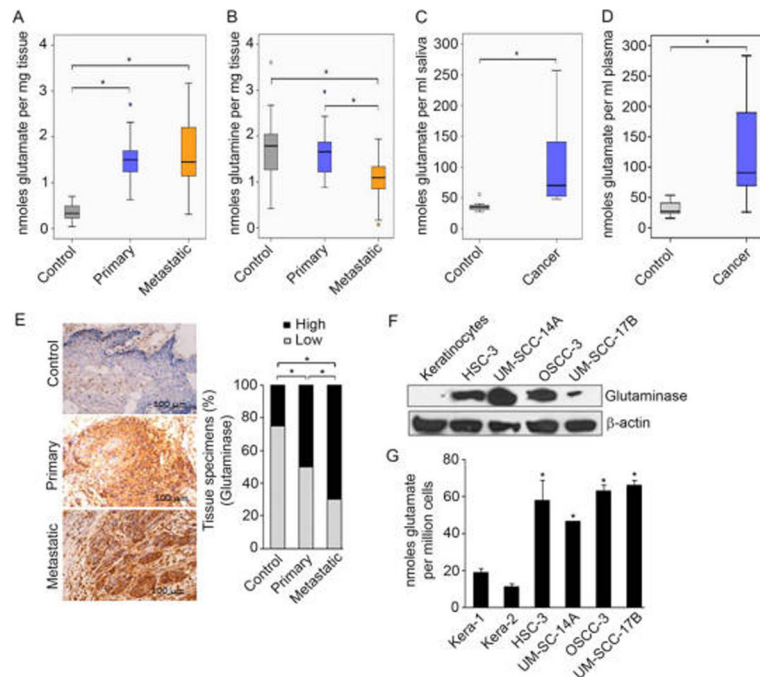 A
nmoles glutamate per mg tissue
4
3
2
1
0
*
*
Control
Primary
Metastatic
B
nmoles glutamine per mg tissue
4
3
2
1
0
*
*
Control
Primary
Metastatic
C
nmoles glutamate per ml saliva
300
250
200
150
100
50
0
*
Control
Cancer
D
nmoles glutamate per ml plasma
300
250
200
150
100
50
0
*
Control
Cancer
E
Control
100 µm
Primary
100 µm
Metastatic
100 µm
High
Low
*
* *
Tissue specimens (%)
(Glutaminase)
100
80
60
40
20
0
Control
Primary
Metastatic
F
Keratinocytes
HSC-3
UM-SCC-14A
OSCC-3
UM-SCC-17B
Glutaminase
β-actin
G
nmoles glutamate
per million cells
80
60
40
20
0
* * * *
Kera-1
Kera-2
HSC-3
UM-SC-14A
OSCC-3
UM-SCC-17B